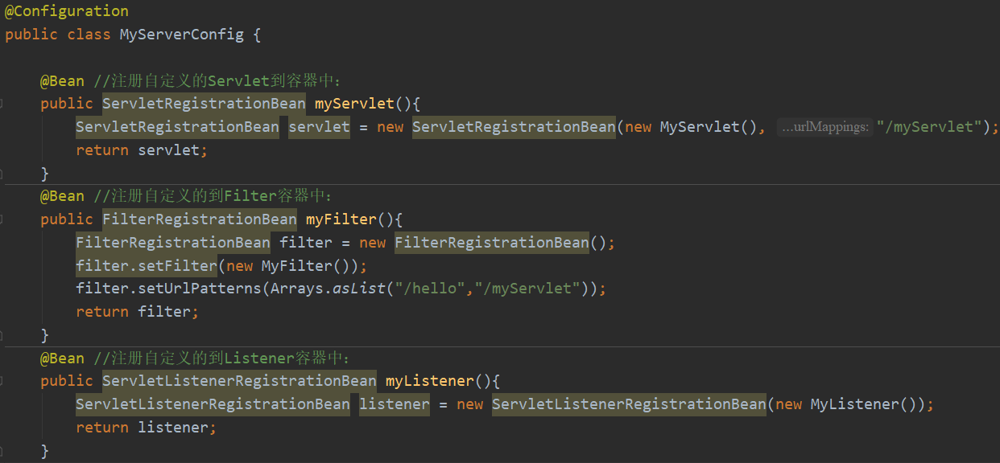 @Configuration
public class MyServerConfig {
@Bean //注册自定义的Servlet到容器中:
public ServletRegistrationBean myServlet(){
ServletRegistrationBean servlet = new ServletRegistrationBean(new MyServlet(), ...urlMappings: "/myServlet");
return servlet;
}
@Bean //注册自定义的到Filter容器中:
public FilterRegistrationBean myFilter(){
FilterRegistrationBean filter = new FilterRegistrationBean();
filter.setFilter(new MyFilter());
filter.setUrlPatterns(Arrays.asList("/hello","/myServlet"));
return filter;
}
@Bean //注册自定义的到Listener容器中:
public ServletListenerRegistrationBean myListener(){
ServletListenerRegistrationBean listener = new ServletListenerRegistrationBean(new MyListener());
return listener;
}